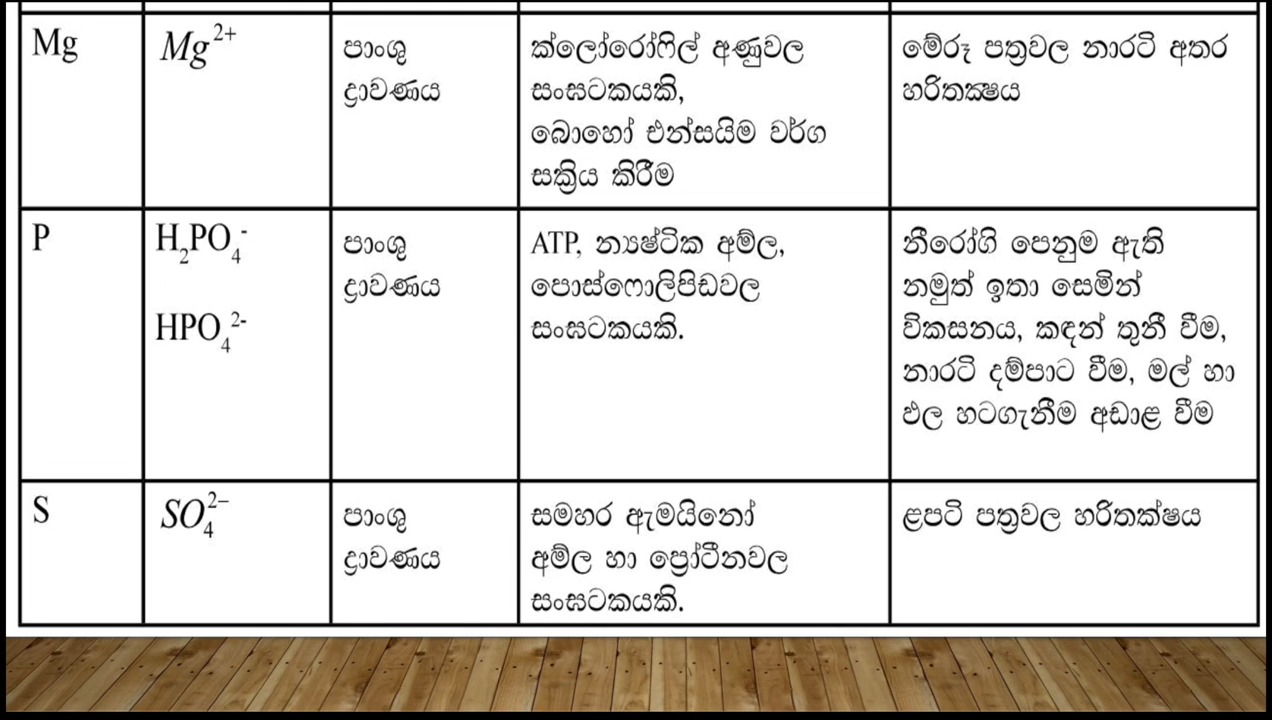 Mg
Mg²⁺
පාංශු
ද්‍රාවණය
ක්ලෝරෝෆිල් අණුවල
සංඝටකයකි,
බොහෝ එන්සයිම වර්ග
සක්‍රිය කිරීම
මේරූ පත්‍රවල නාරටි අතර
හරිතක්‍ෂය
P
H₂PO₄⁻
HPO₄²⁻
පාංශු
ද්‍රාවණය
ATP, න්‍යෂ්ටික අම්ල,
පොස්ෆොලිපිඩවල
සංඝටකයකි.
නීරෝගි පෙනුම ඇති
නමුත් ඉතා සෙමින්
විකසනය, කඳන් තුනී වීම,
නාරටි දම්පාට වීම, මල් හා
ඵල හටගැනීම අඩාළ වීම
S
SO₄²⁻
පාංශු
ද්‍රාවණය
සමහර ඇමයිනෝ
අම්ල හා ප්‍රෝටීනවල
සංඝටකයකි.
ළපටි පත්‍රවල හරිතක්ෂය